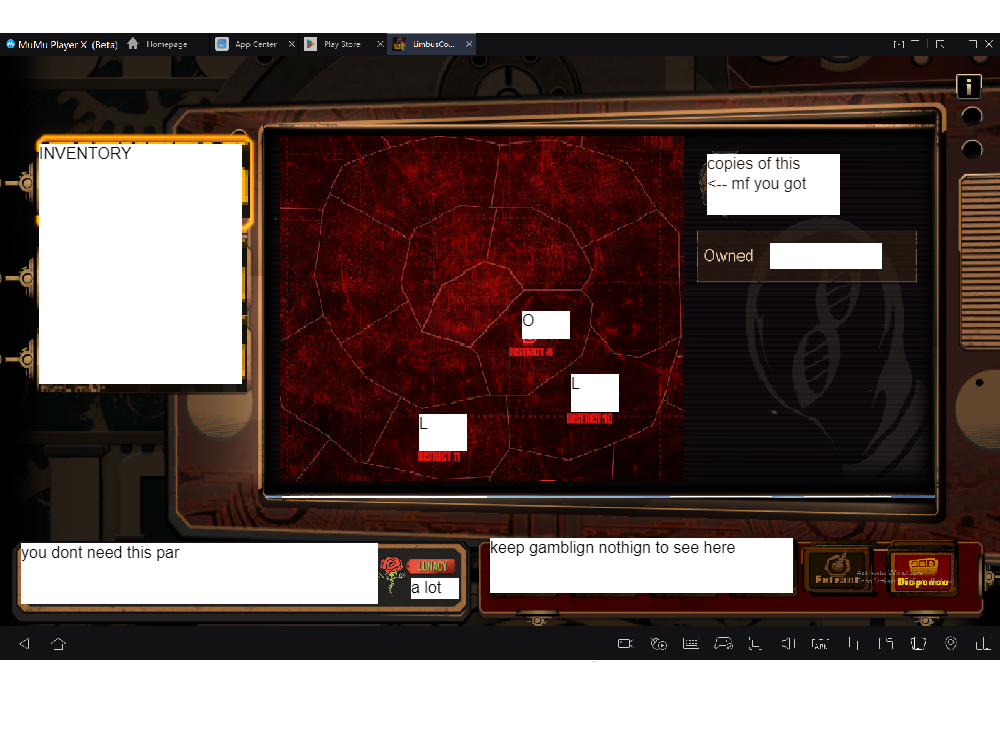 MuMu Player X (Beta)
Homepage
App Center
Play Store
LimbusCo...
INVENTORY
copies of this
<-- mf you got
Owned
O
DISTRICT 4
L
DISTRICT 10
L
DISTRICT 11
you dont need this par
LUNACY
a lot
keep gamblign nothign to see here
Extract
Dispense